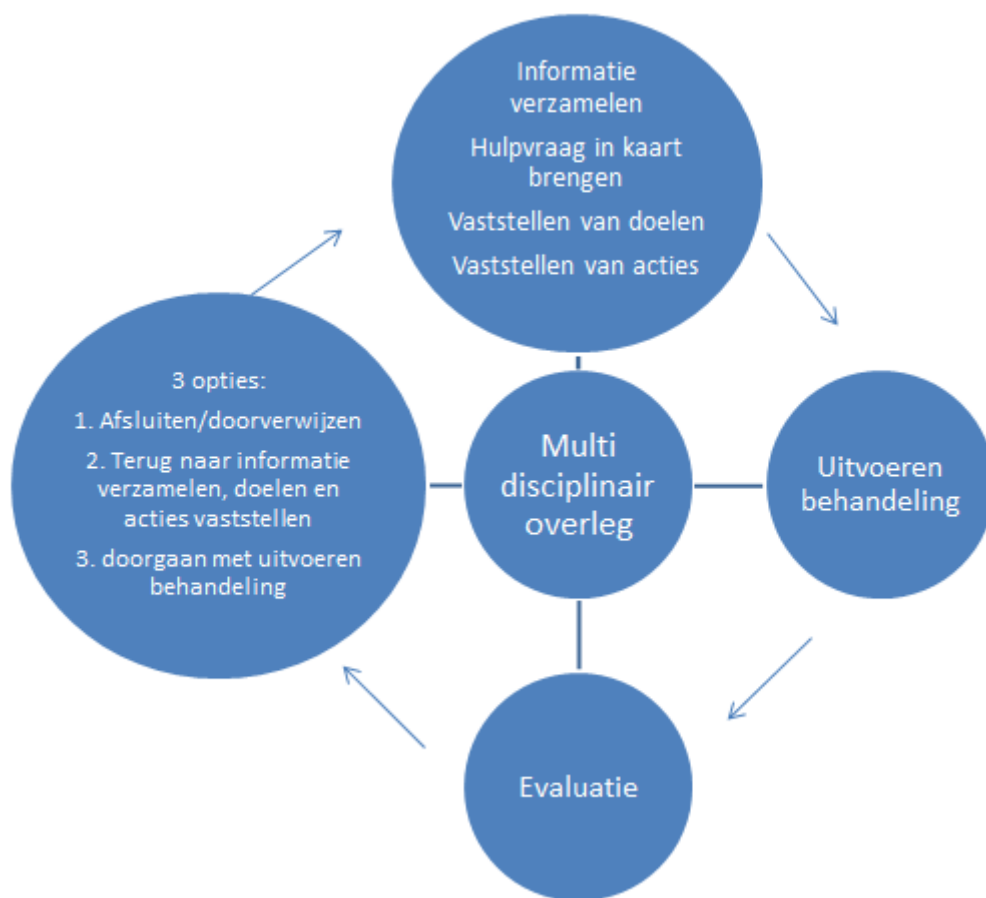 Informatie
verzamelen
Hulpvraag in kaart
brengen
Vaststellen van doelen
Vaststellen van acties
3 opties:
1. Afsluiten/doorverwijzen
2. Terug naar informatie
verzamelen, doelen en
acties vaststellen
3. doorgaan met uitvoeren
behandeling
Multi
disciplinair
overleg
Uitvoeren
behandeling
Evaluatie